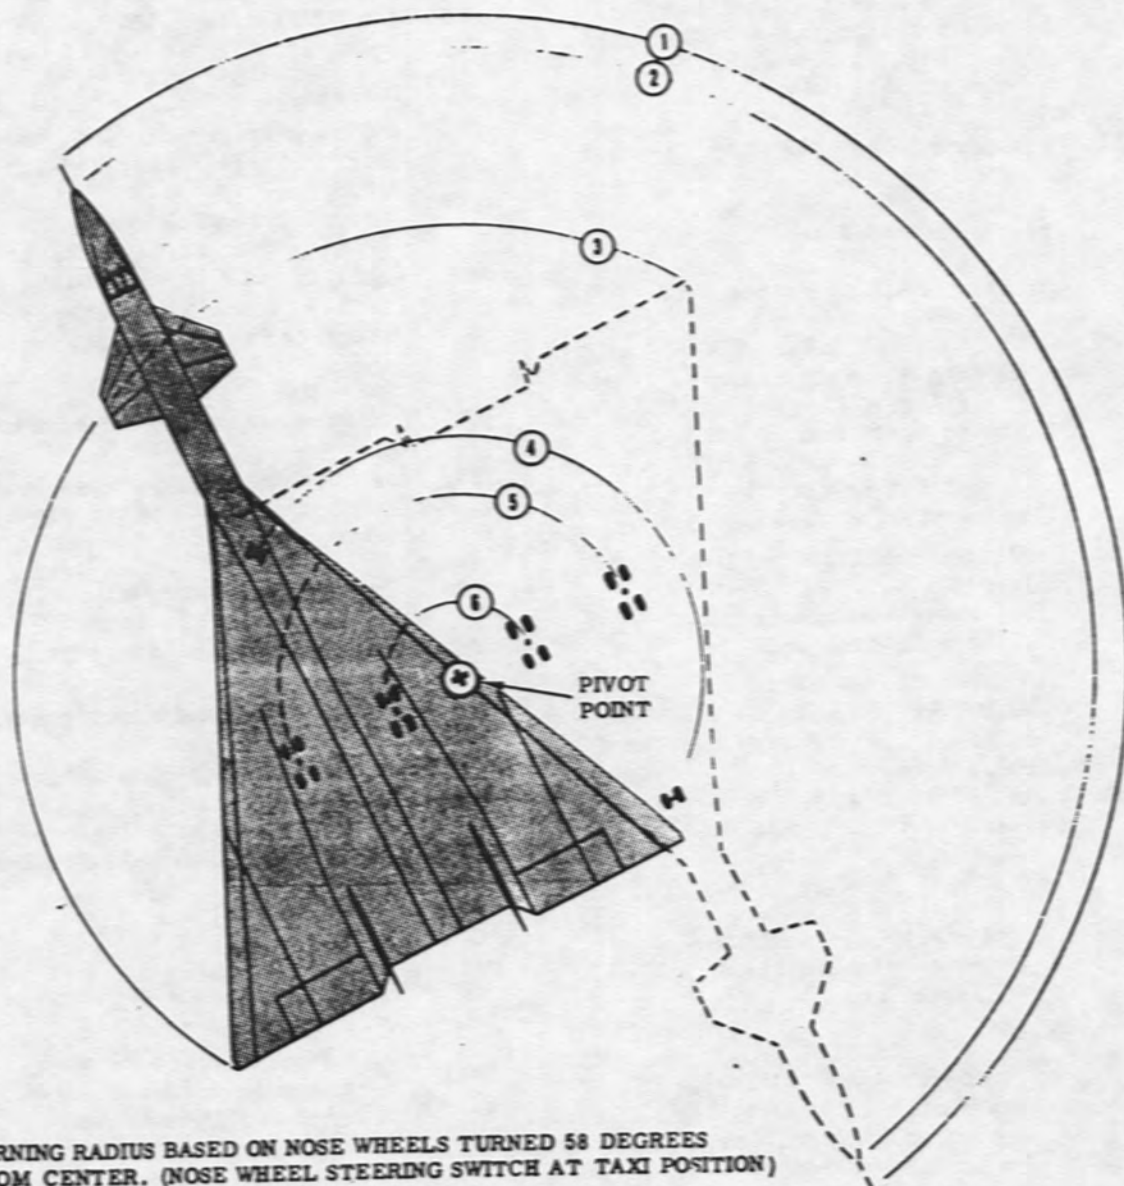 1
2
3
4
5
6
PIVOT
POINT
RNING RADIUS BASED ON NOSE WHEELS TURNED 58 DEGREES
OM CENTER. (NOSE WHEEL STEERING SWITCH AT TAXI POSITION)